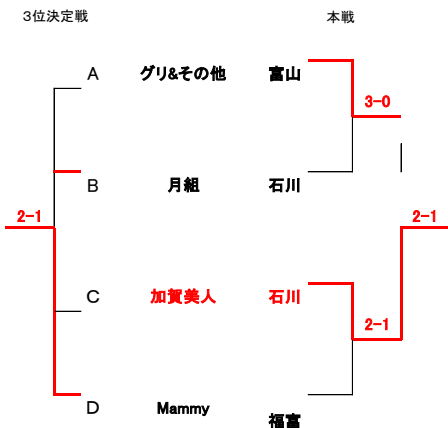 3位決定戦 本戦
A グリ&その他 富山
3-0
B 月組 石川
2-1 2-1
C 加賀美人 石川
2-1
D Mammy 福富